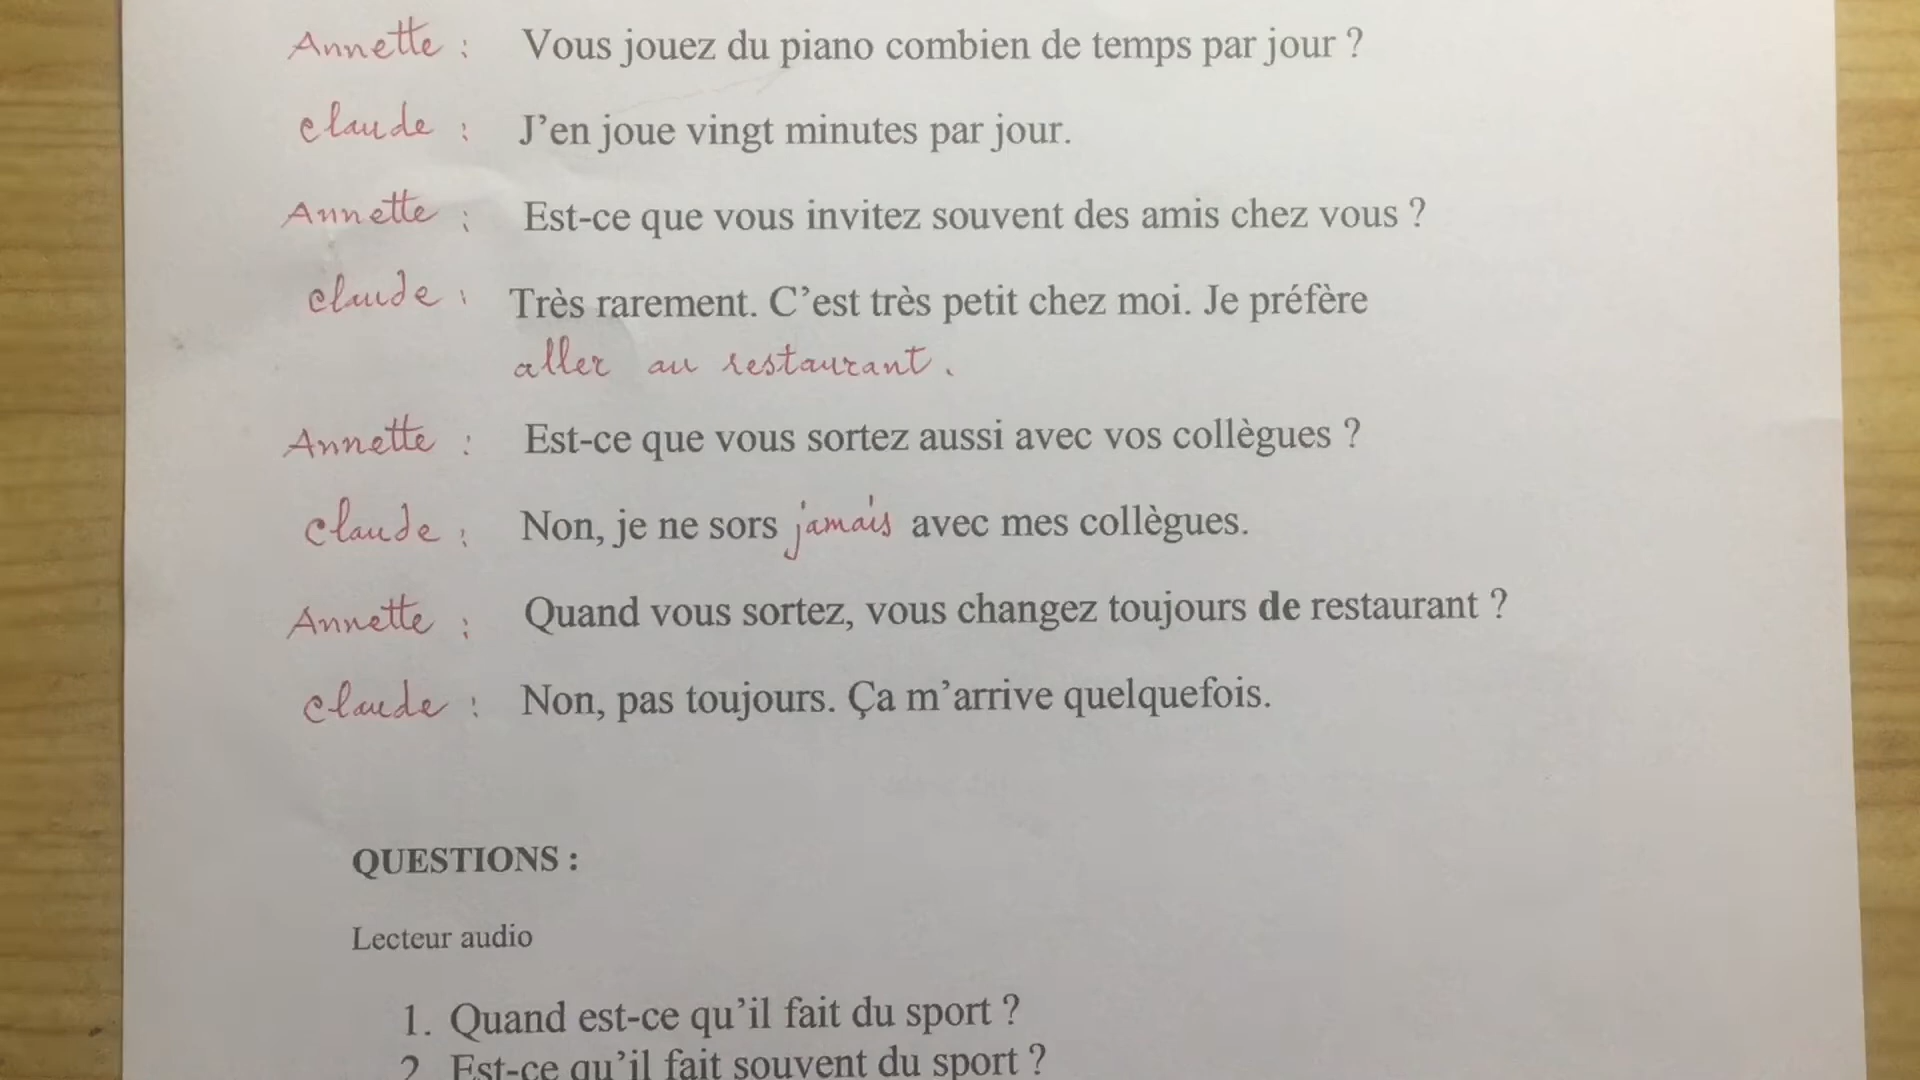 Annette : Vous jouez du piano combien de temps par jour ?
Claude : J'en joue vingt minutes par jour.
Annette : Est-ce que vous invitez souvent des amis chez vous ?
Claude : Très rarement. C'est très petit chez moi. Je préfère
aller au restaurant.
Annette : Est-ce que vous sortez aussi avec vos collègues ?
Claude : Non, je ne sors jamais avec mes collègues.
Annette : Quand vous sortez, vous changez toujours de restaurant ?
Claude : Non, pas toujours. Ça m'arrive quelquefois.
QUESTIONS :
Lecteur audio
1. Quand est-ce qu'il fait du sport ?
2. Est-ce qu'il fait souvent du sport ?